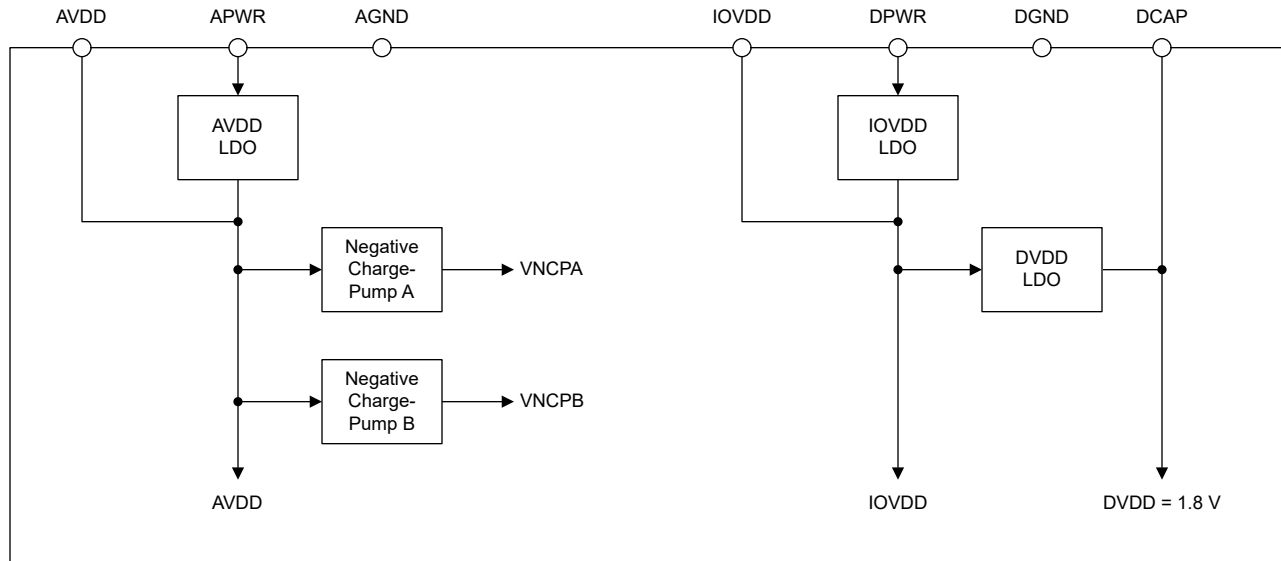 AVDD
APWR
AGND
IOVDD
DPWR
DGND
DCAP
AVDD
LDO
IOVDD
LDO
Negative
Charge-
Pump A
VNCPA
DVDD
LDO
Negative
Charge-
Pump B
VNCPB
AVDD
IOVDD
DVDD = 1.8 V